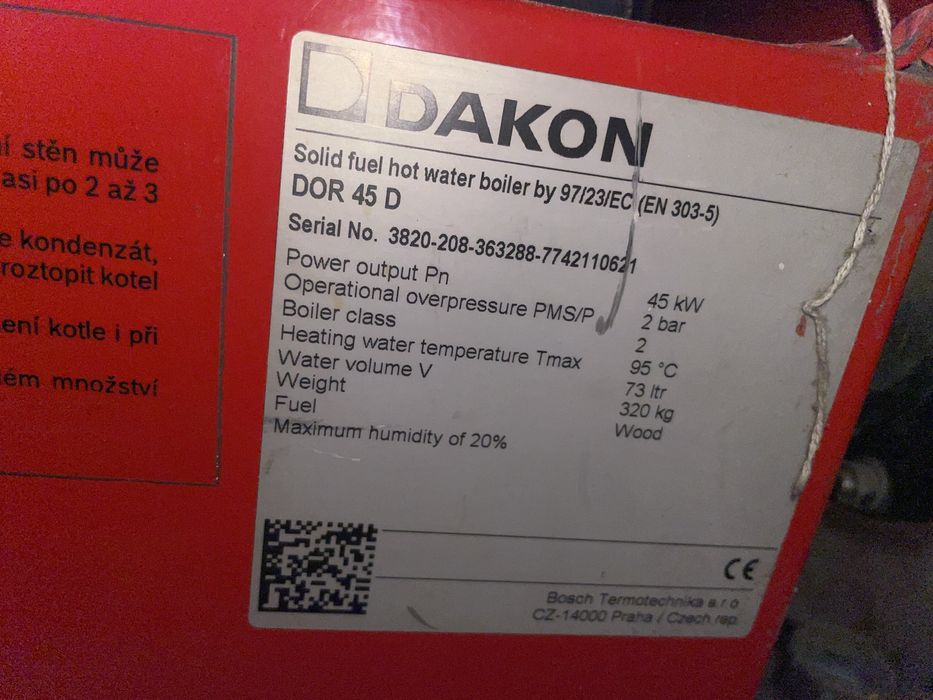 í stěn může
asi po 2 až 3
e kondenzát,
roztopit kotel
ení kotle i při
ém množství
DAKON
Solid fuel hot water boiler by 97/23/EC (EN 303-5)
DOR 45 D
Serial No. 3820-208-363288-7742110621
Power output Pn 45 kW
Operational overpressure PMS/P 2 bar
Boiler class 2
Heating water temperature Tmax 95 °C
Water volume V 73 ltr
Weight 320 kg
Fuel Wood
Maximum humidity of 20%
CE
Bosch Termotechnika s.r.o
CZ-14000 Praha / Czech rep.